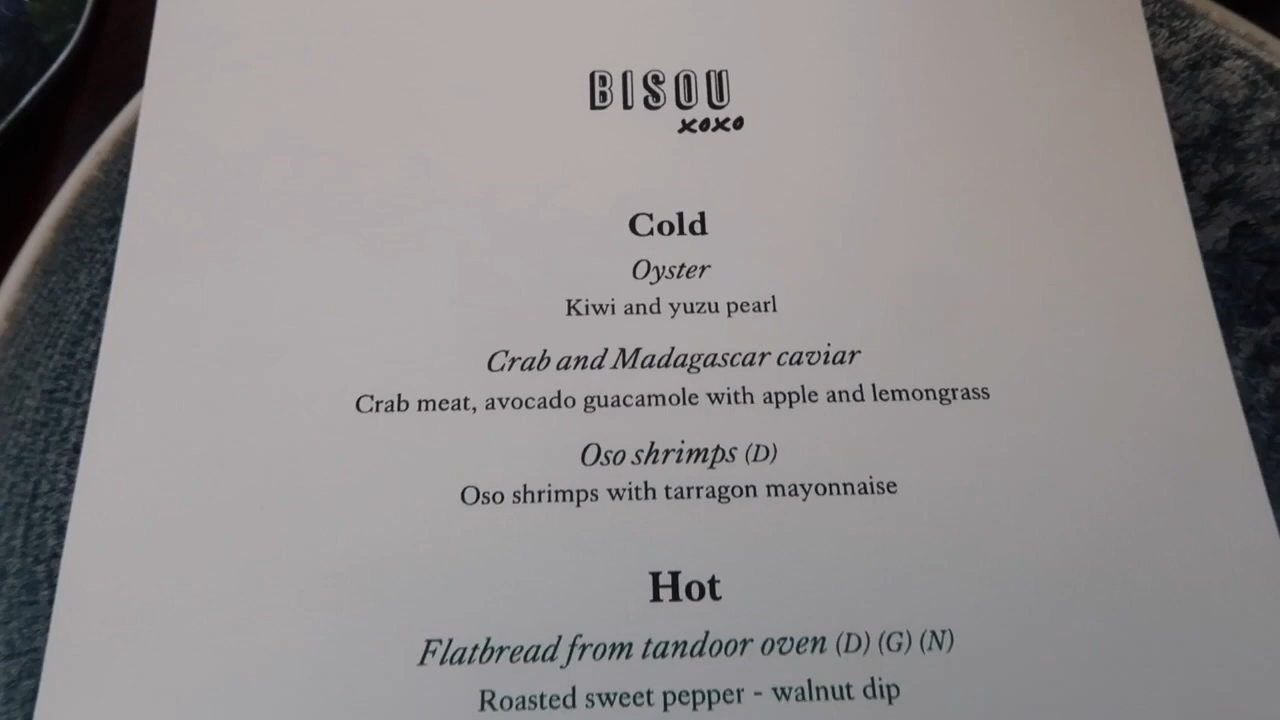 BISOU
xoxo
Cold
Oyster
Kiwi and yuzu pearl
Crab and Madagascar caviar
Crab meat, avocado guacamole with apple and lemongrass
Oso shrimps (D)
Oso shrimps with tarragon mayonnaise
Hot
Flatbread from tandoor oven (D) (G) (N)
Roasted sweet pepper - walnut dip